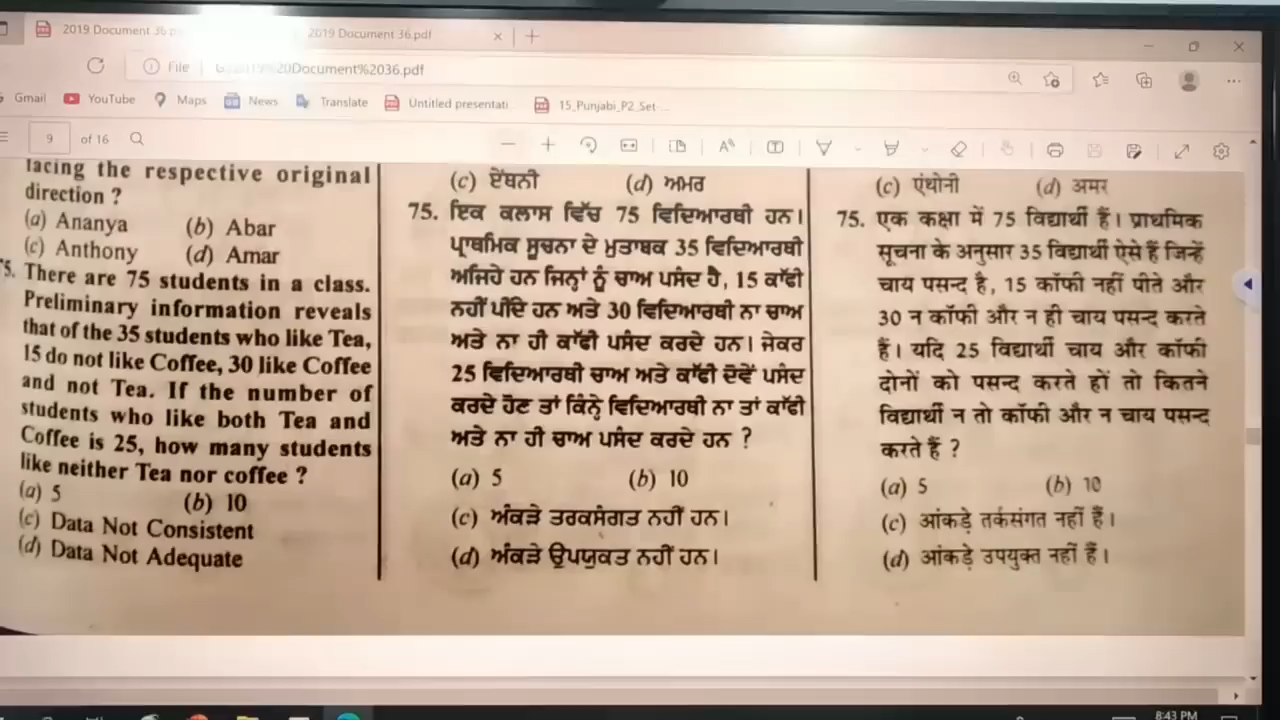 2019 Document 36.p
2019 Document 36.pdf
File
2019%20Document%2036.pdf
Gmail
YouTube
Maps
News
Translate
Untitled presentati
15_Punjabi_P2_Set
9 of 16
facing the respective original
direction ?
(a) Ananya (b) Abar
(c) Anthony (d) Amar
75. There are 75 students in a class.
Preliminary information reveals
that of the 35 students who like Tea,
15 do not like Coffee, 30 like Coffee
and not Tea. If the number of
students who like both Tea and
Coffee is 25, how many students
like neither Tea nor coffee ?
(a) 5 (b) 10
(c) Data Not Consistent
(d) Data Not Adequate
(c) ਏਂਥਨੀ (d) ਅਮਰ
75. ਇਕ ਕਲਾਸ ਵਿੱਚ 75 ਵਿਦਿਆਰਥੀ ਹਨ।
ਪ੍ਰਾਥਮਿਕ ਸੂਚਨਾ ਦੇ ਮੁਤਾਬਕ 35 ਵਿਦਿਆਰਥੀ
ਅਜਿਹੇ ਹਨ ਜਿਨ੍ਹਾਂ ਨੂੰ ਚਾਅ ਪਸੰਦ ਹੈ, 15 ਕਾੱਫੀ
ਨਹੀਂ ਪੀਂਦੇ ਹਨ ਅਤੇ 30 ਵਿਦਿਆਰਥੀ ਨਾ ਚਾਅ
ਅਤੇ ਨਾ ਹੀ ਕਾੱਫੀ ਪਸੰਦ ਕਰਦੇ ਹਨ। ਜੇਕਰ
25 ਵਿਦਿਆਰਥੀ ਚਾਅ ਅਤੇ ਕਾੱਫੀ ਦੋਵੇਂ ਪਸੰਦ
ਕਰਦੇ ਹੋਣ ਤਾਂ ਕਿੰਨ੍ਹੇ ਵਿਦਿਆਰਥੀ ਨਾ ਤਾਂ ਕਾੱਫੀ
ਅਤੇ ਨਾ ਹੀ ਚਾਅ ਪਸੰਦ ਕਰਦੇ ਹਨ ?
(a) 5 (b) 10
(c) ਅੰਕੜੇ ਤਰਕਸੰਗਤ ਨਹੀਂ ਹਨ।
(d) ਅੰਕੜੇ ਉਪਯੁਕਤ ਨਹੀਂ ਹਨ।
(c) एंथोनी (d) अमर
75. एक कक्षा में 75 विद्यार्थी हैं। प्राथमिक
सूचना के अनुसार 35 विद्यार्थी ऐसे हैं जिन्हें
चाय पसन्द है, 15 कॉफी नहीं पीते और
30 न कॉफी और न ही चाय पसन्द करते
हैं। यदि 25 विद्यार्थी चाय और कॉफी
दोनों को पसन्द करते हों तो कितने
विद्यार्थी न तो कॉफी और न चाय पसन्द
करते हैं ?
(a) 5 (b) 10
(c) आंकड़े तर्कसंगत नहीं हैं।
(d) आंकड़े उपयुक्त नहीं हैं।
8:43 PM